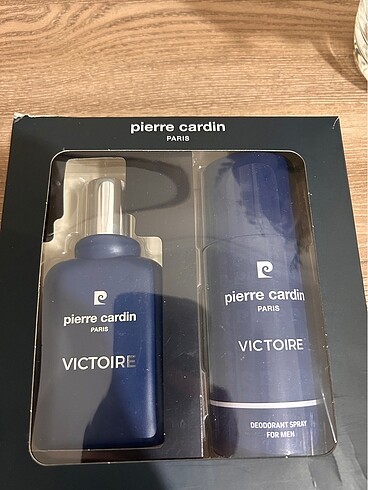 pierre cardin
PARIS
pierre cardin
PARIS
VICTOIRE
pierre cardin
PARIS
VICTOIRE
DEODORANT SPRAY
FOR MEN